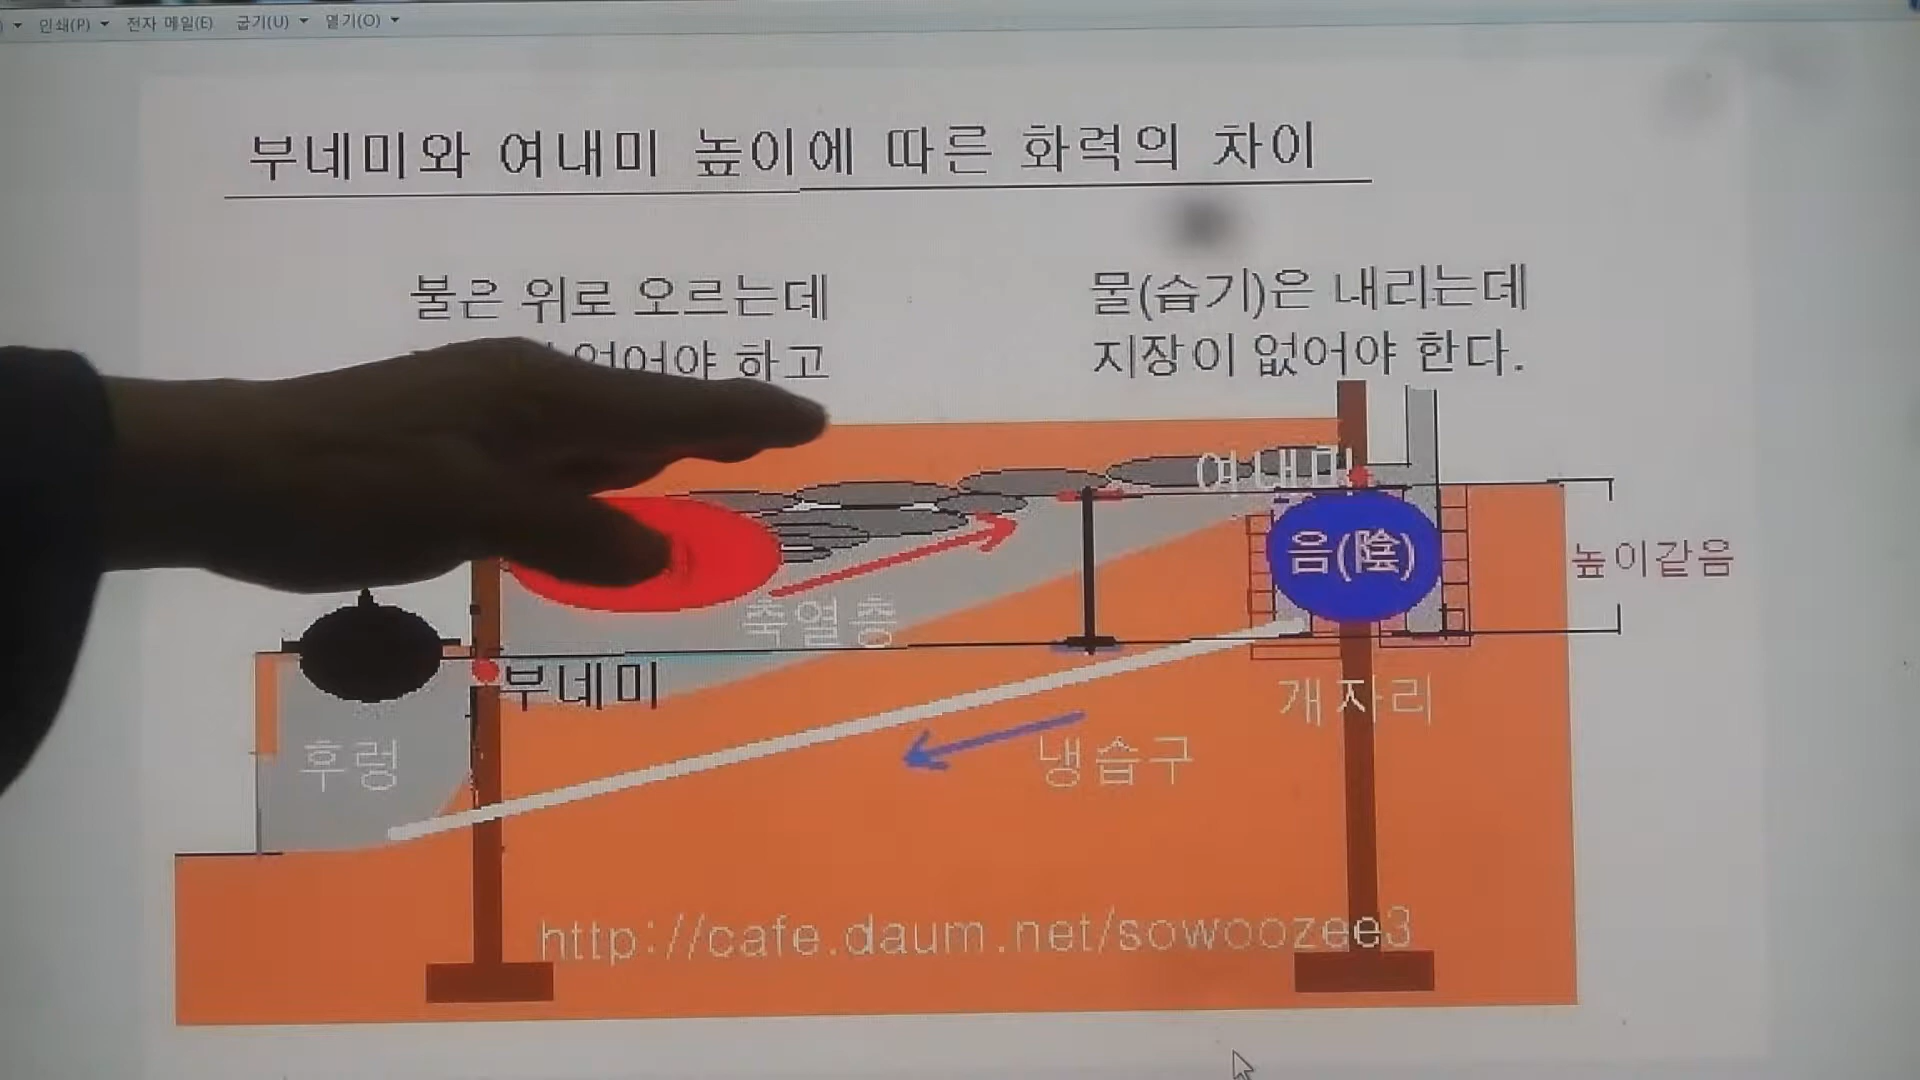 인쇄(P) 전자 메일(E) 굽기(U) 열기(O)
부네미와 여내미 높이에 따른 화력의 차이
불은 위로 오르는데
없어야 하고
물(습기)은 내리는데
지장이 없어야 한다.
여내미
음(陰)
높이같음
축열층
부네미
개자리
후렁
냉습구
http://cafe.daum.net/sowoozee3